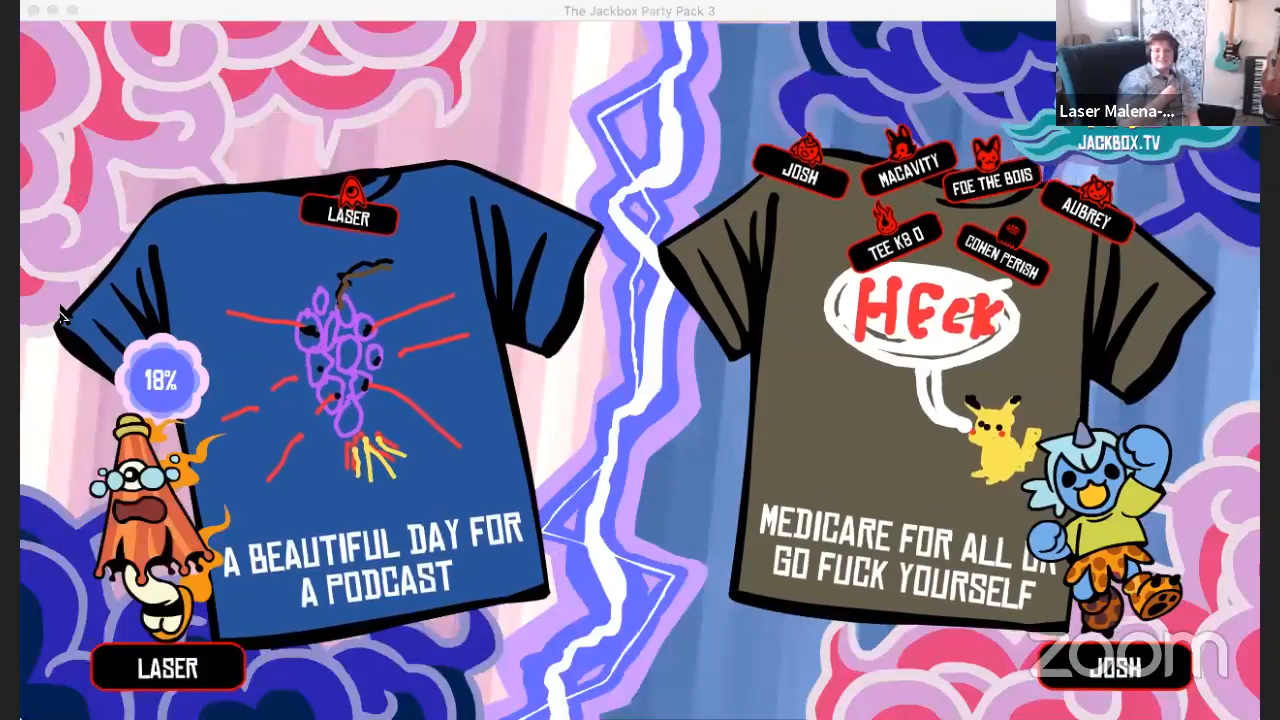 The Jackbox Party Pack 3
Laser Malena-...
JACKBOX.TV
LASER
JOSH
MACAVITY
FOE THE BOIS
AUBREY
TEE K8 O
COHEN PERISH
HECK
18%
A BEAUTIFUL DAY FOR
A PODCAST
MEDICARE FOR ALL OR
GO FUCK YOURSELF
LASER
JOSH
zoom